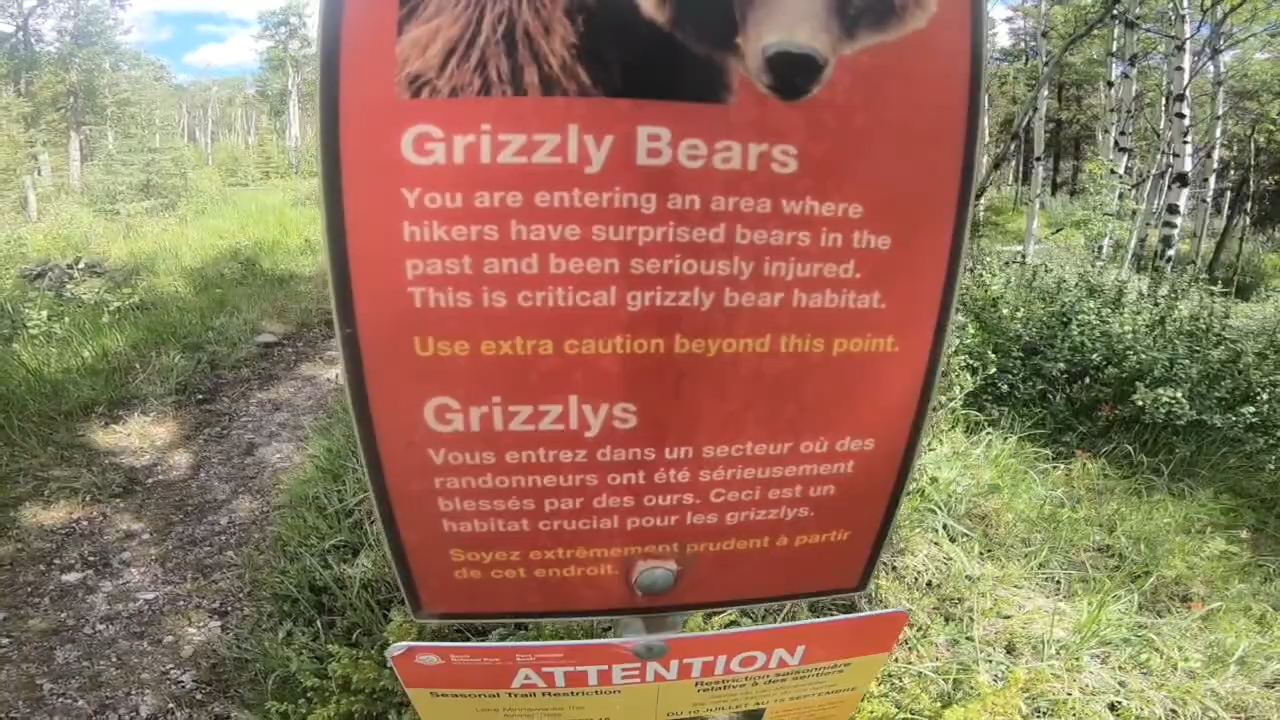 Grizzly Bears
You are entering an area where
hikers have surprised bears in the
past and been seriously injured.
This is critical grizzly bear habitat.
Use extra caution beyond this point.
Grizzlys
Vous entrez dans un secteur où des
randonneurs ont été sérieusement
blessés par des ours. Ceci est un
habitat crucial pour les grizzlys.
Soyez extrêmement prudent à partir
de cet endroit.
ATTENTION
Seasonal Trail Restriction
Restriction saisonnière
relative à des sentiers
DU 10 JUILLET AU 15 SEPTEMBRE